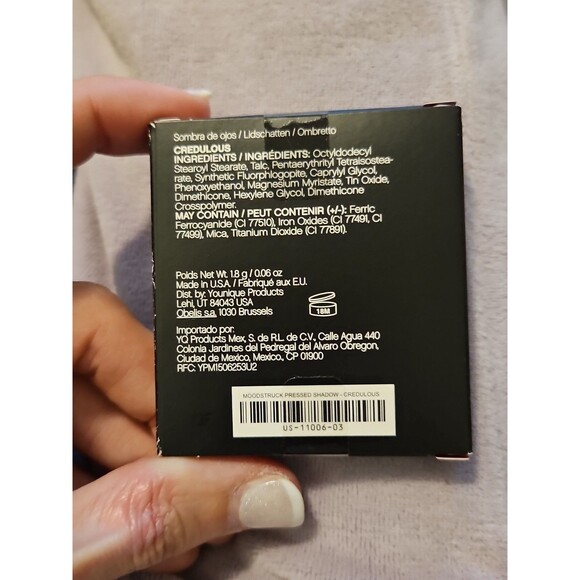 Sombra de ojos / Lidschatten / Ombretto
CREDULOUS
INGREDIENTS / INGRÉDIENTS: Octyldodecyl
Stearoyl Stearate, Talc, Pentaerythrityl Tetraisostea-
rate, Synthetic Fluorphlogopite, Caprylyl Glycol,
Phenoxyethanol, Magnesium Myristate, Tin Oxide,
Dimethicone, Hexylene Glycol, Dimethicone
Crosspolymer.
MAY CONTAIN / PEUT CONTENIR (+/-): Ferric
Ferrocyanide (CI 77510), Iron Oxides (CI 77491, CI
77499), Mica, Titanium Dioxide (CI 77891).
Poids Net Wt. 1.8 g / 0.06 oz
Made in U.S.A. / Fabriqué aux E.U.
Dist. by: Younique Products
Lehi, UT 84043 USA
Obelis s.a. 1030 Brussels
18M
Importado por:
YQ Products Mex, S. de R.L. de C.V., Calle Agua 440
Colonia Jardines del Pedregal del Alvaro Obregon,
Ciudad de Mexico, Mexico, CP 01900
RFC: YPM1506253U2
MOODSTRUCK PRESSED SHADOW - CREDULOUS
US-11006-03